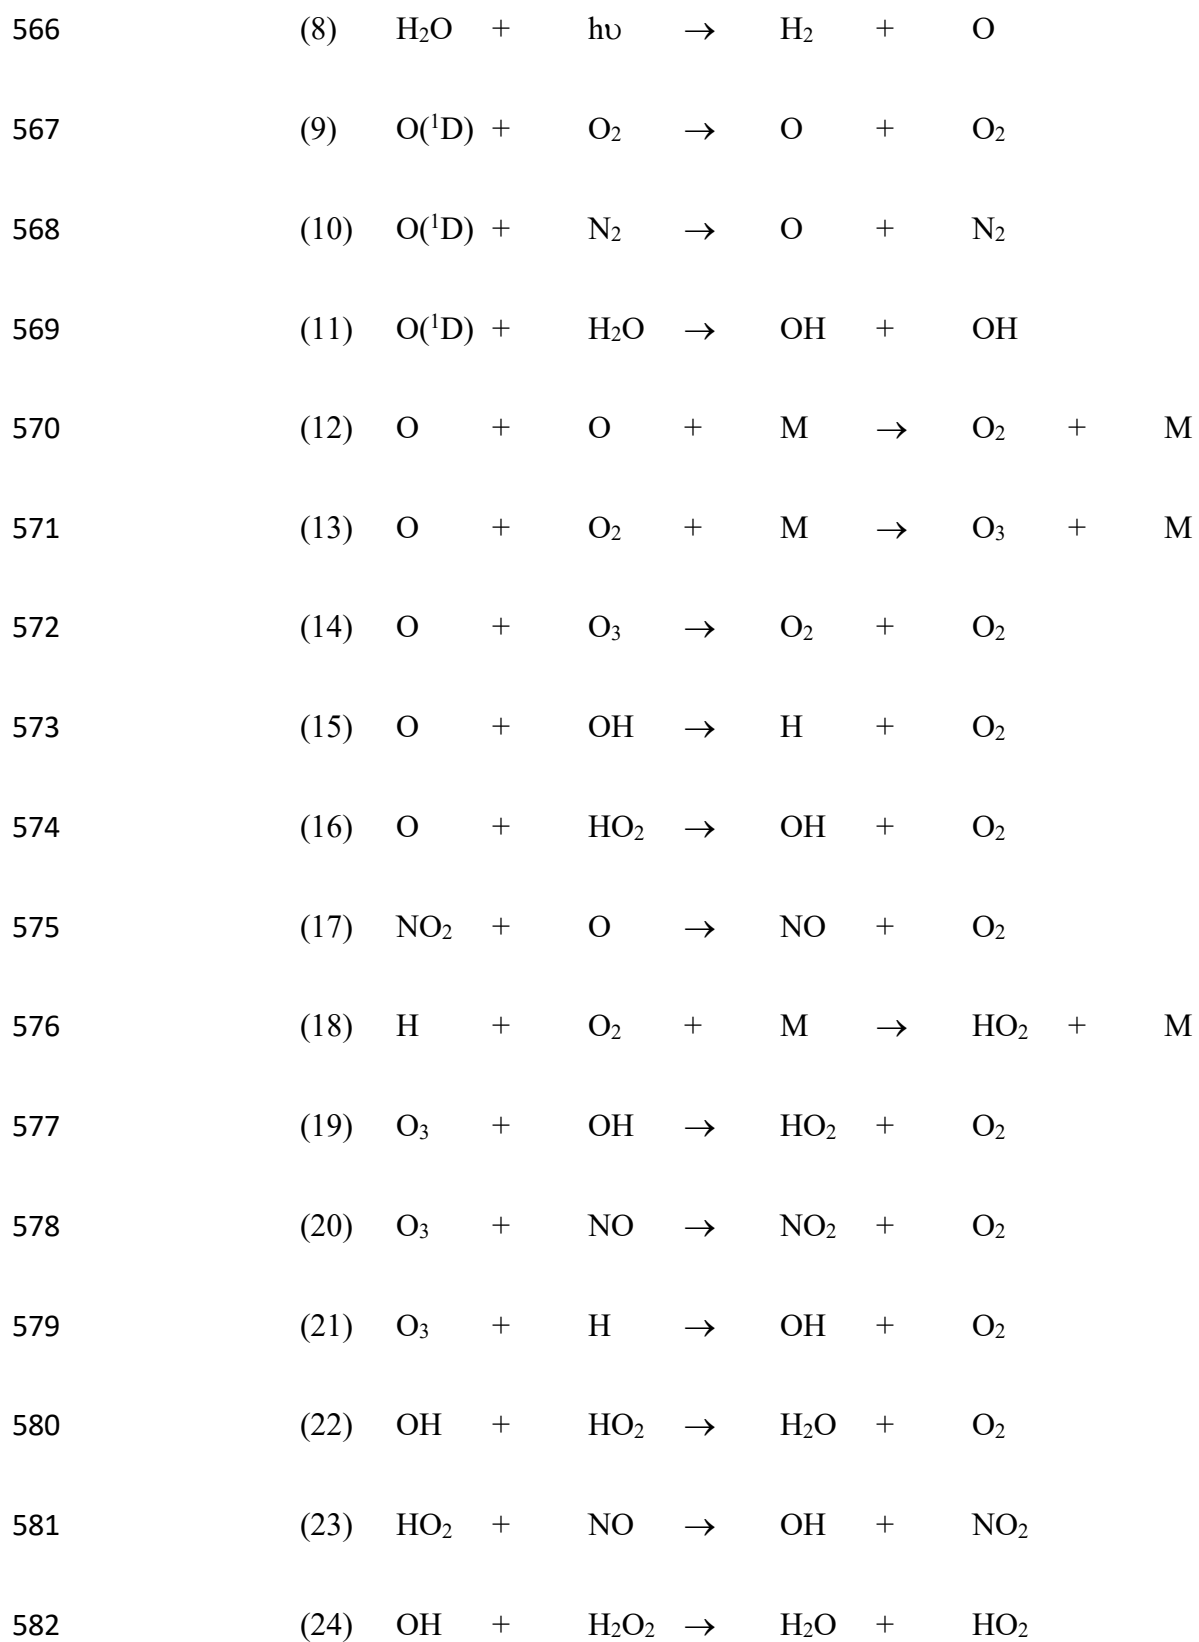 566 (8) H₂O + hυ → H₂ + O
567 (9) O(¹D) + O₂ → O + O₂
568 (10) O(¹D) + N₂ → O + N₂
569 (11) O(¹D) + H₂O → OH + OH
570 (12) O + O + M → O₂ + M
571 (13) O + O₂ + M → O₃ + M
572 (14) O + O₃ → O₂ + O₂
573 (15) O + OH → H + O₂
574 (16) O + HO₂ → OH + O₂
575 (17) NO₂ + O → NO + O₂
576 (18) H + O₂ + M → HO₂ + M
577 (19) O₃ + OH → HO₂ + O₂
578 (20) O₃ + NO → NO₂ + O₂
579 (21) O₃ + H → OH + O₂
580 (22) OH + HO₂ → H₂O + O₂
581 (23) HO₂ + NO → OH + NO₂
582 (24) OH + H₂O₂ → H₂O + HO₂